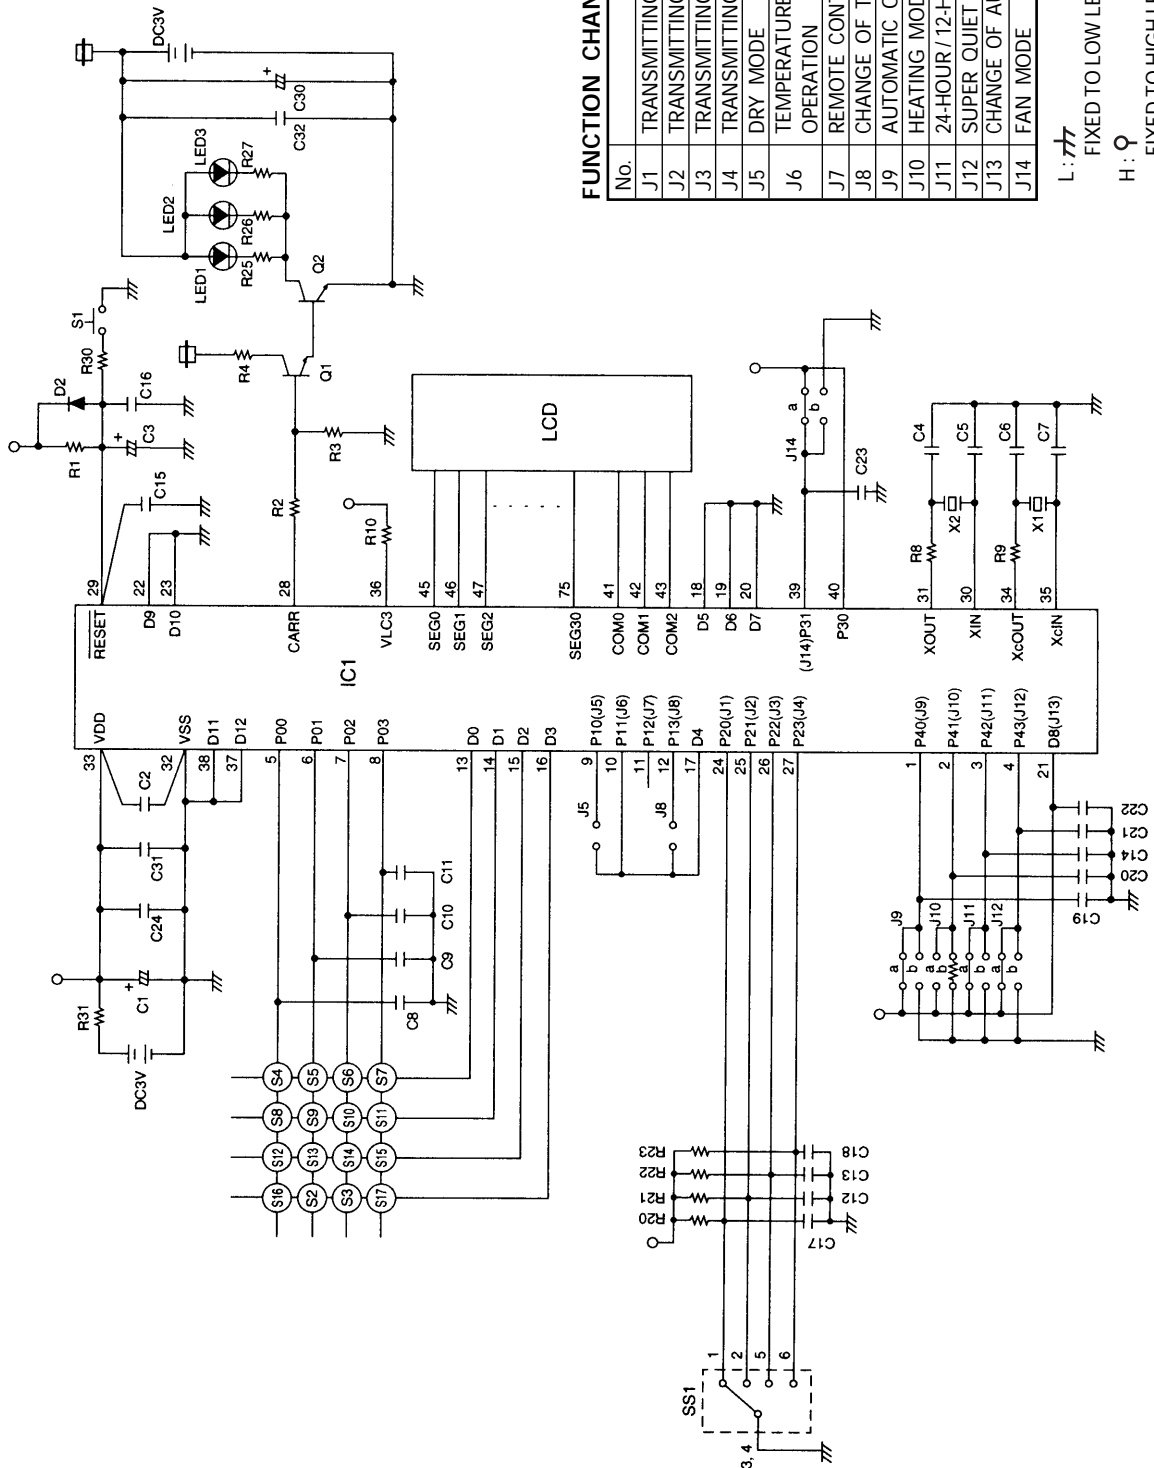 DC3V
C30
C32
LED3
LED2
LED1
R27
R26
R25
Q2
S1
R30
D2
C16
R1
C3
C15
R4
Q1
R3
R2
R10
LCD
29
22
23
28
36
45
46
47
75
41
42
43
18
19
20
39
40
31
30
34
35
RESET
D9
D10
CARR
VLC3
SEG0
SEG1
SEG2
SEG30
COM0
COM1
COM2
D5
D6
D7
(J14)P31
P30
XOUT
XIN
XcOUT
XcIN
J14
a
b
C23
R8
X2
R9
X1
C4
C5
C6
C7
IC1
VDD
VSS
D11
D12
P00
P01
P02
P03
D0
D1
D2
D3
P10(J5)
P11(J6)
P12(J7)
P13(J8)
D4
P20(J1)
P21(J2)
P22(J3)
P23(J4)
P40(J9)
P41(J10)
P42(J11)
P43(J12)
D8(J13)
33
32
38
37
5
6
7
8
13
14
15
16
9
10
11
12
17
24
25
26
27
1
2
3
4
21
C2
C31
C24
C1
R31
DC3V
C11
C10
C9
C8
S4
S5
S6
S7
S8
S9
S10
S11
S12
S13
S14
S15
S16
S2
S3
S17
J5
J8
R23
R22
R21
R20
C18
C13
C12
C17
SS1
1
2
5
6
3, 4
J9
J10
J11
J12
a
b
a
b
a
b
a
b
C22
C21
C14
C20
C19
FUNCTION CHAN
No.
J1 TRANSMITTING
J2 TRANSMITTING
J3 TRANSMITTING
J4 TRANSMITTING
J5 DRY MODE
J6 TEMPERATURE
OPERATION
J7 REMOTE CONT
J8 CHANGE OF T
J9 AUTOMATIC C
J10 HEATING MOD
J11 24-HOUR / 12-H
J12 SUPER QUIET
J13 CHANGE OF AU
J14 FAN MODE
L :
FIXED TO LOW LE
H :
FIXED TO HIGH LE